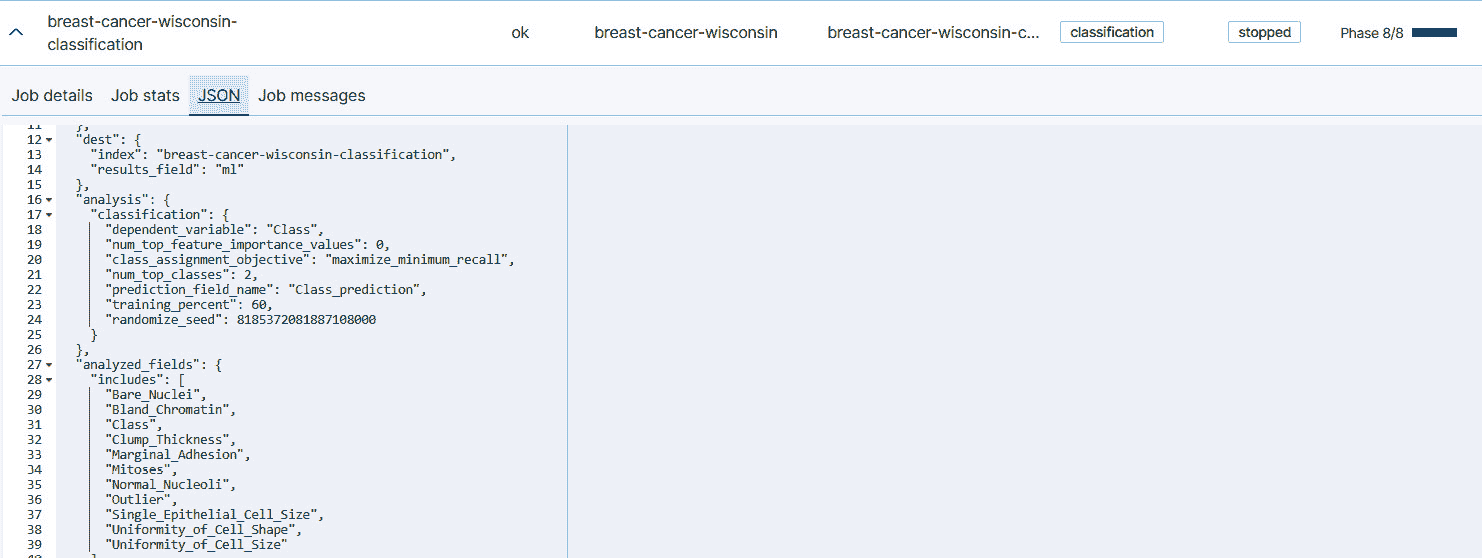 breast-cancer-wisconsin-
classification
ok
breast-cancer-wisconsin
breast-cancer-wisconsin-c...
classification
stopped
Phase 8/8
Job details
Job stats
JSON
Job messages
11 },
12 "dest": {
13 "index": "breast-cancer-wisconsin-classification",
14 "results_field": "ml"
15 },
16 "analysis": {
17 "classification": {
18 "dependent_variable": "Class",
19 "num_top_feature_importance_values": 0,
20 "class_assignment_objective": "maximize_minimum_recall",
21 "num_top_classes": 2,
22 "prediction_field_name": "Class_prediction",
23 "training_percent": 60,
24 "randomize_seed": 8185372081887108000
25 }
26 },
27 "analyzed_fields": {
28 "includes": [
29 "Bare_Nuclei",
30 "Bland_Chromatin",
31 "Class",
32 "Clump_Thickness",
33 "Marginal_Adhesion",
34 "Mitoses",
35 "Normal_Nucleoli",
36 "Outlier",
37 "Single_Epithelial_Cell_Size",
38 "Uniformity_of_Cell_Shape",
39 "Uniformity_of_Cell_Size"